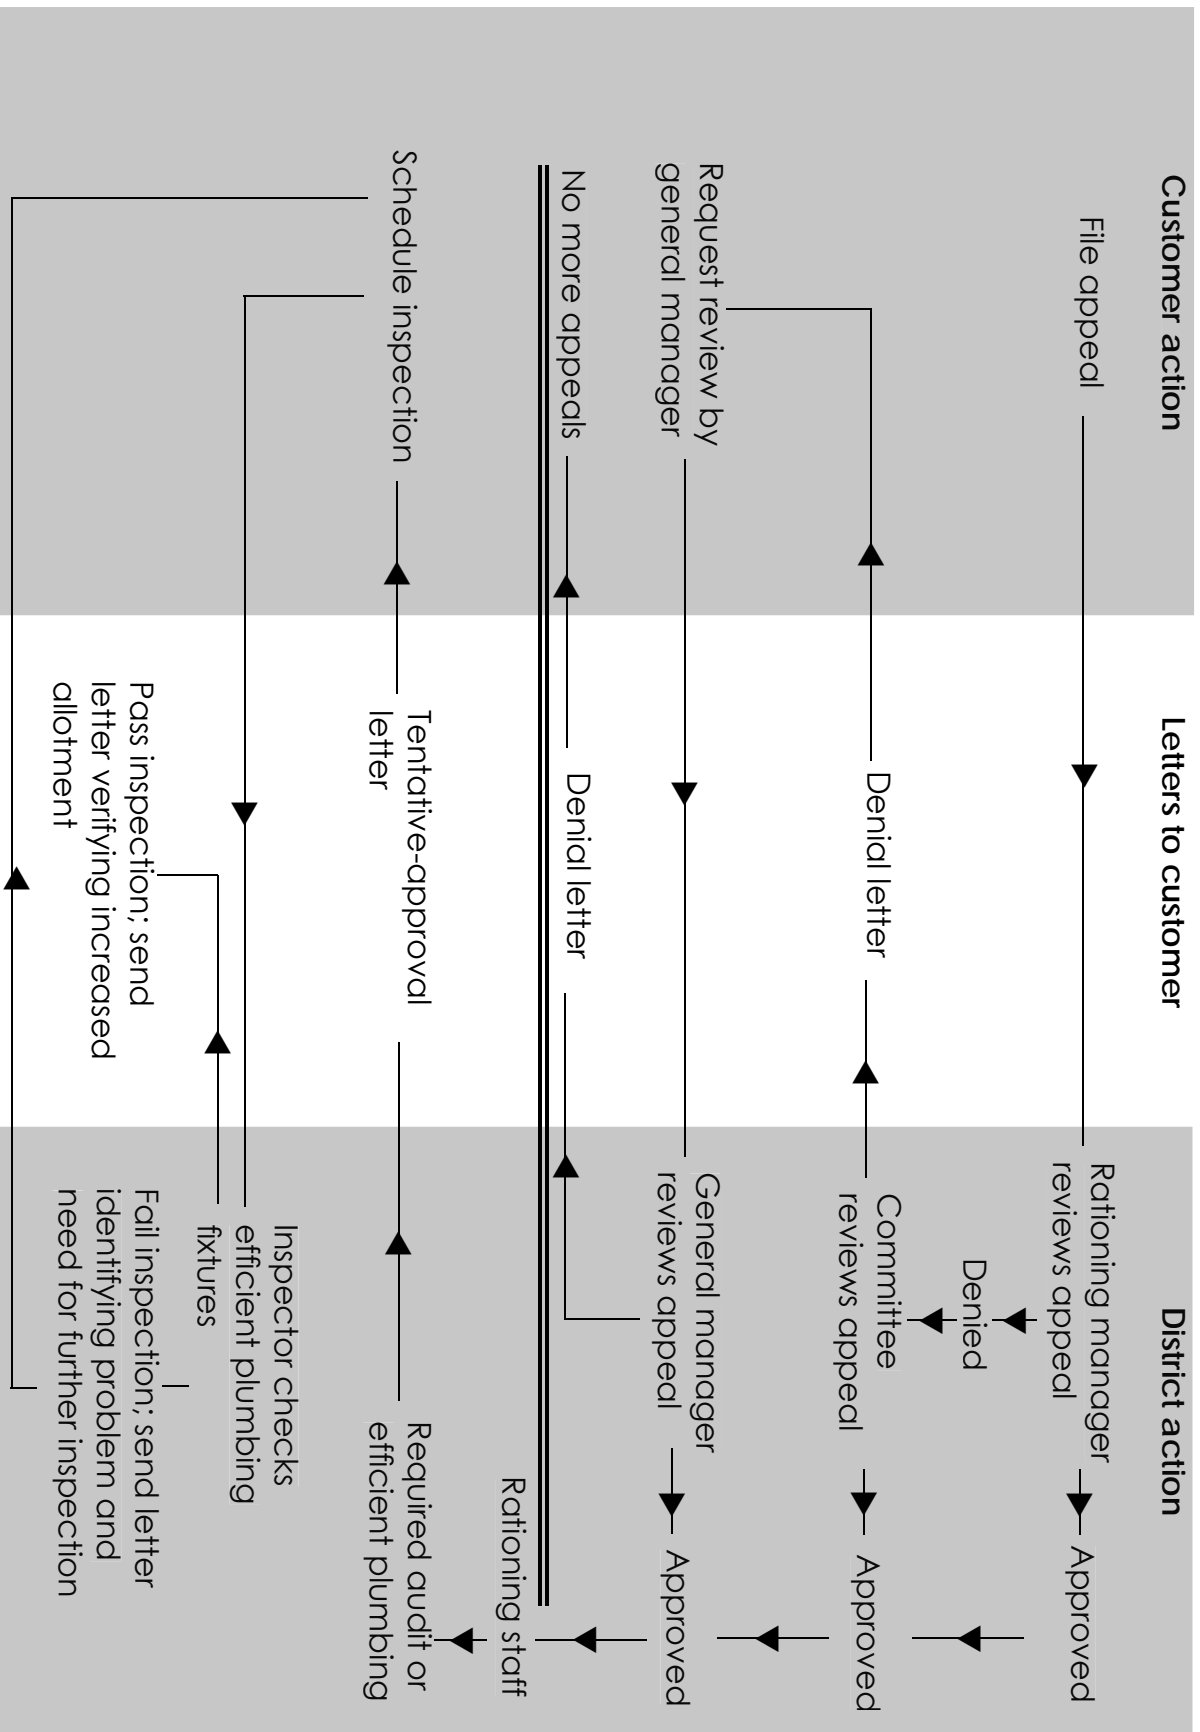 Customer action
Letters to customer
District action
File appeal
Rationing manager
reviews appeal
Approved
Denied
Denial letter
Committee
reviews appeal
Approved
Request review by
general manager
General manager
reviews appeal
Approved
No more appeals
Denial letter
Rationing staff
Schedule inspection
Tentative-approval
letter
Required audit or
efficient plumbing
Inspector checks
efficient plumbing
fixtures
Pass inspection; send
letter verifying increased
allotment
Fail inspection; send letter
identifying problem and
need for further inspection